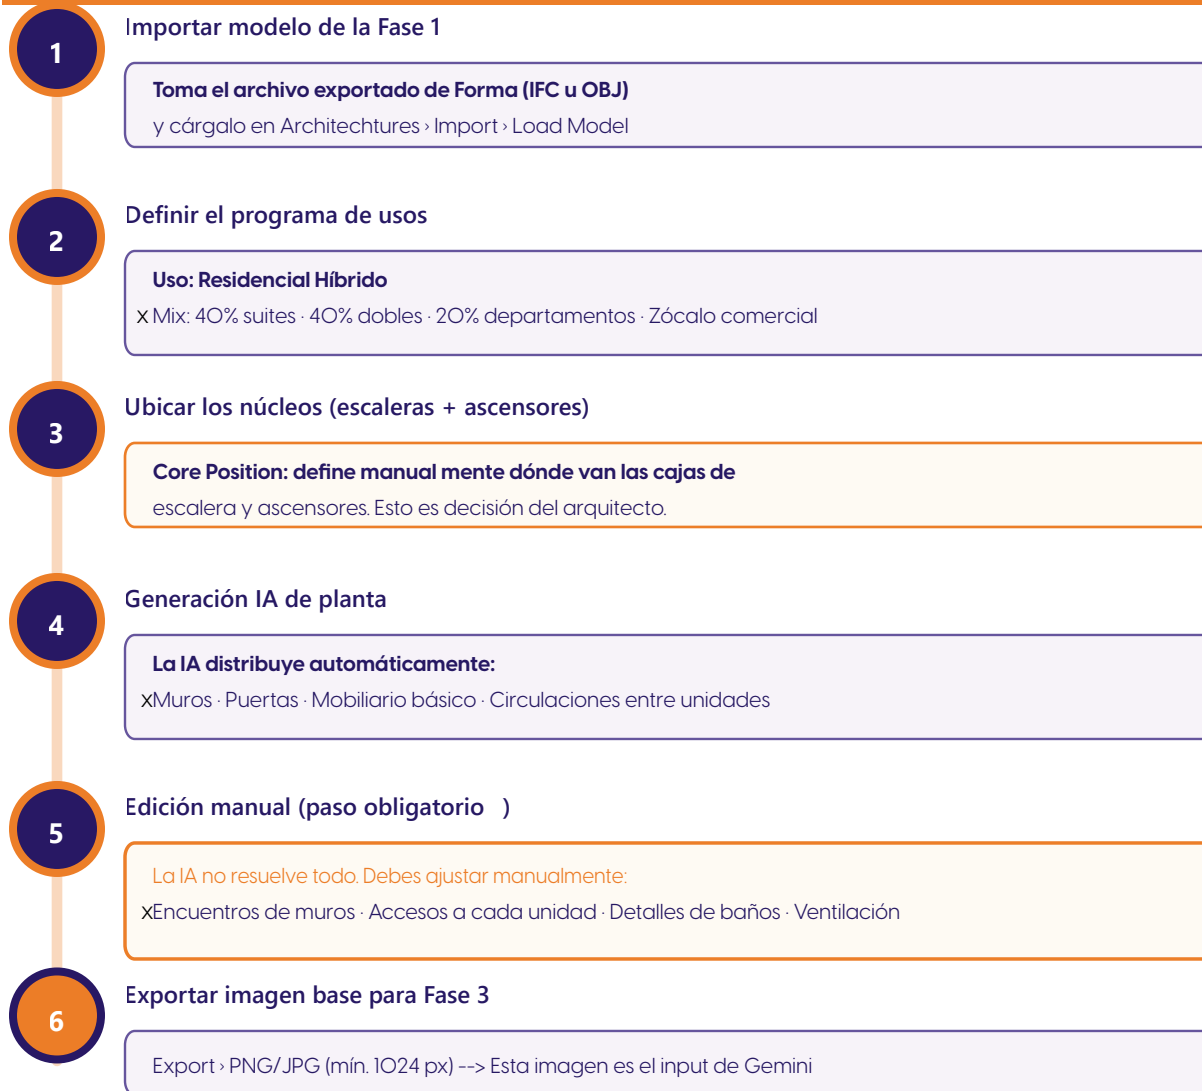 1
Importar modelo de la Fase 1
Toma el archivo exportado de Forma (IFC u OBJ)
y cárgalo en Architechtures › Import › Load Model
2
Definir el programa de usos
Uso: Residencial Híbrido
x Mix: 40% suites · 40% dobles · 20% departamentos · Zócalo comercial
3
Ubicar los núcleos (escaleras + ascensores)
Core Position: define manual mente dónde van las cajas de
escalera y ascensores. Esto es decisión del arquitecto.
4
Generación IA de planta
La IA distribuye automáticamente:
xMuros · Puertas · Mobiliario básico · Circulaciones entre unidades
5
Edición manual (paso obligatorio )
La IA no resuelve todo. Debes ajustar manualmente:
xEncuentros de muros · Accesos a cada unidad · Detalles de baños · Ventilación
6
Exportar imagen base para Fase 3
Export › PNG/JPG (mín. 1024 px) --> Esta imagen es el input de Gemini